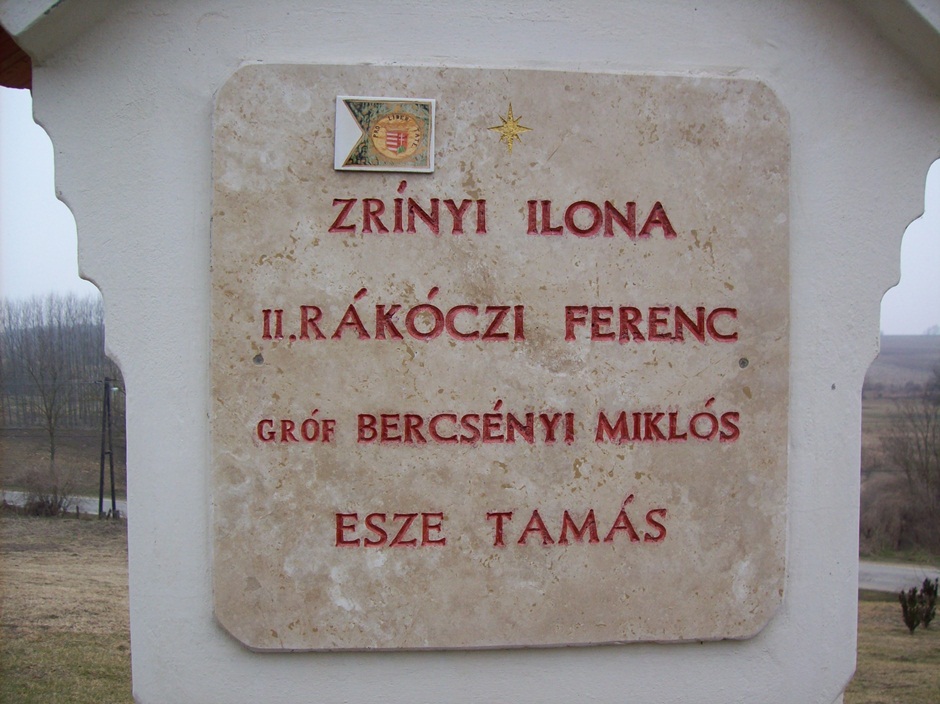 ZRÍNYI ILONA
II. RÁKÓCZI FERENC
GRÓF BERCSÉNYI MIKLÓS
ESZE TAMÁS